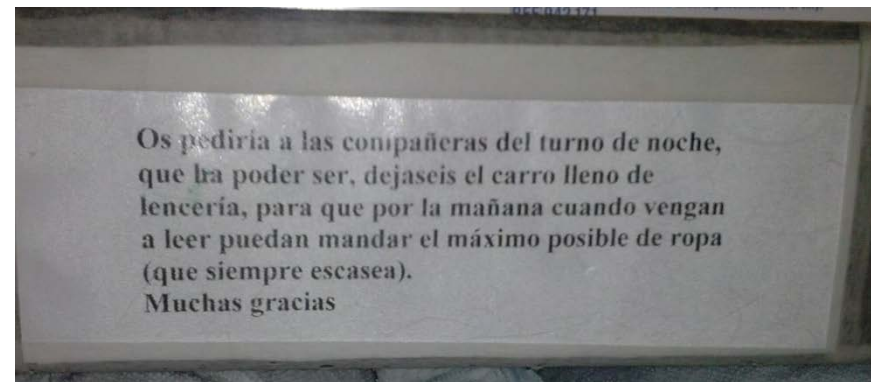 Os pediría a las compañeras del turno de noche,
que ha poder ser, dejaseis el carro lleno de
lencería, para que por la mañana cuando vengan
a leer puedan mandar el máximo posible de ropa
(que siempre escasea).
Muchas gracias